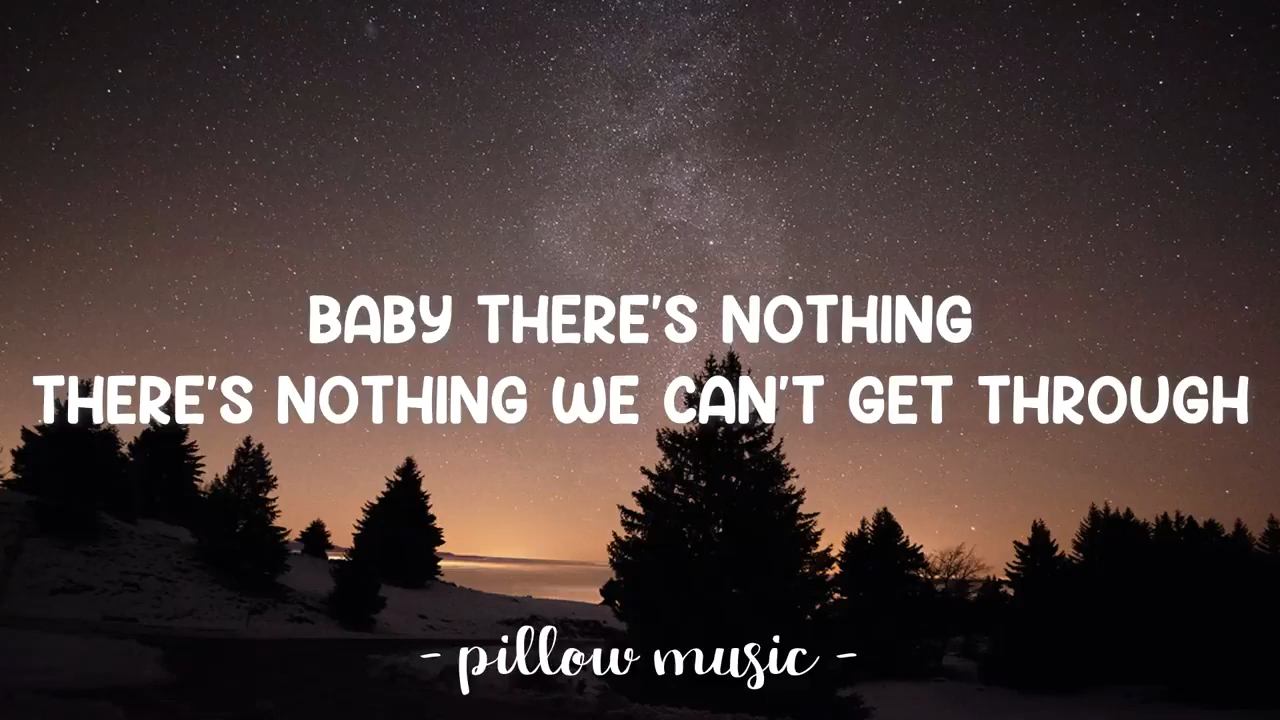 BABY THERE'S NOTHING
THERE'S NOTHING WE CAN'T GET THROUGH
- pillow music -